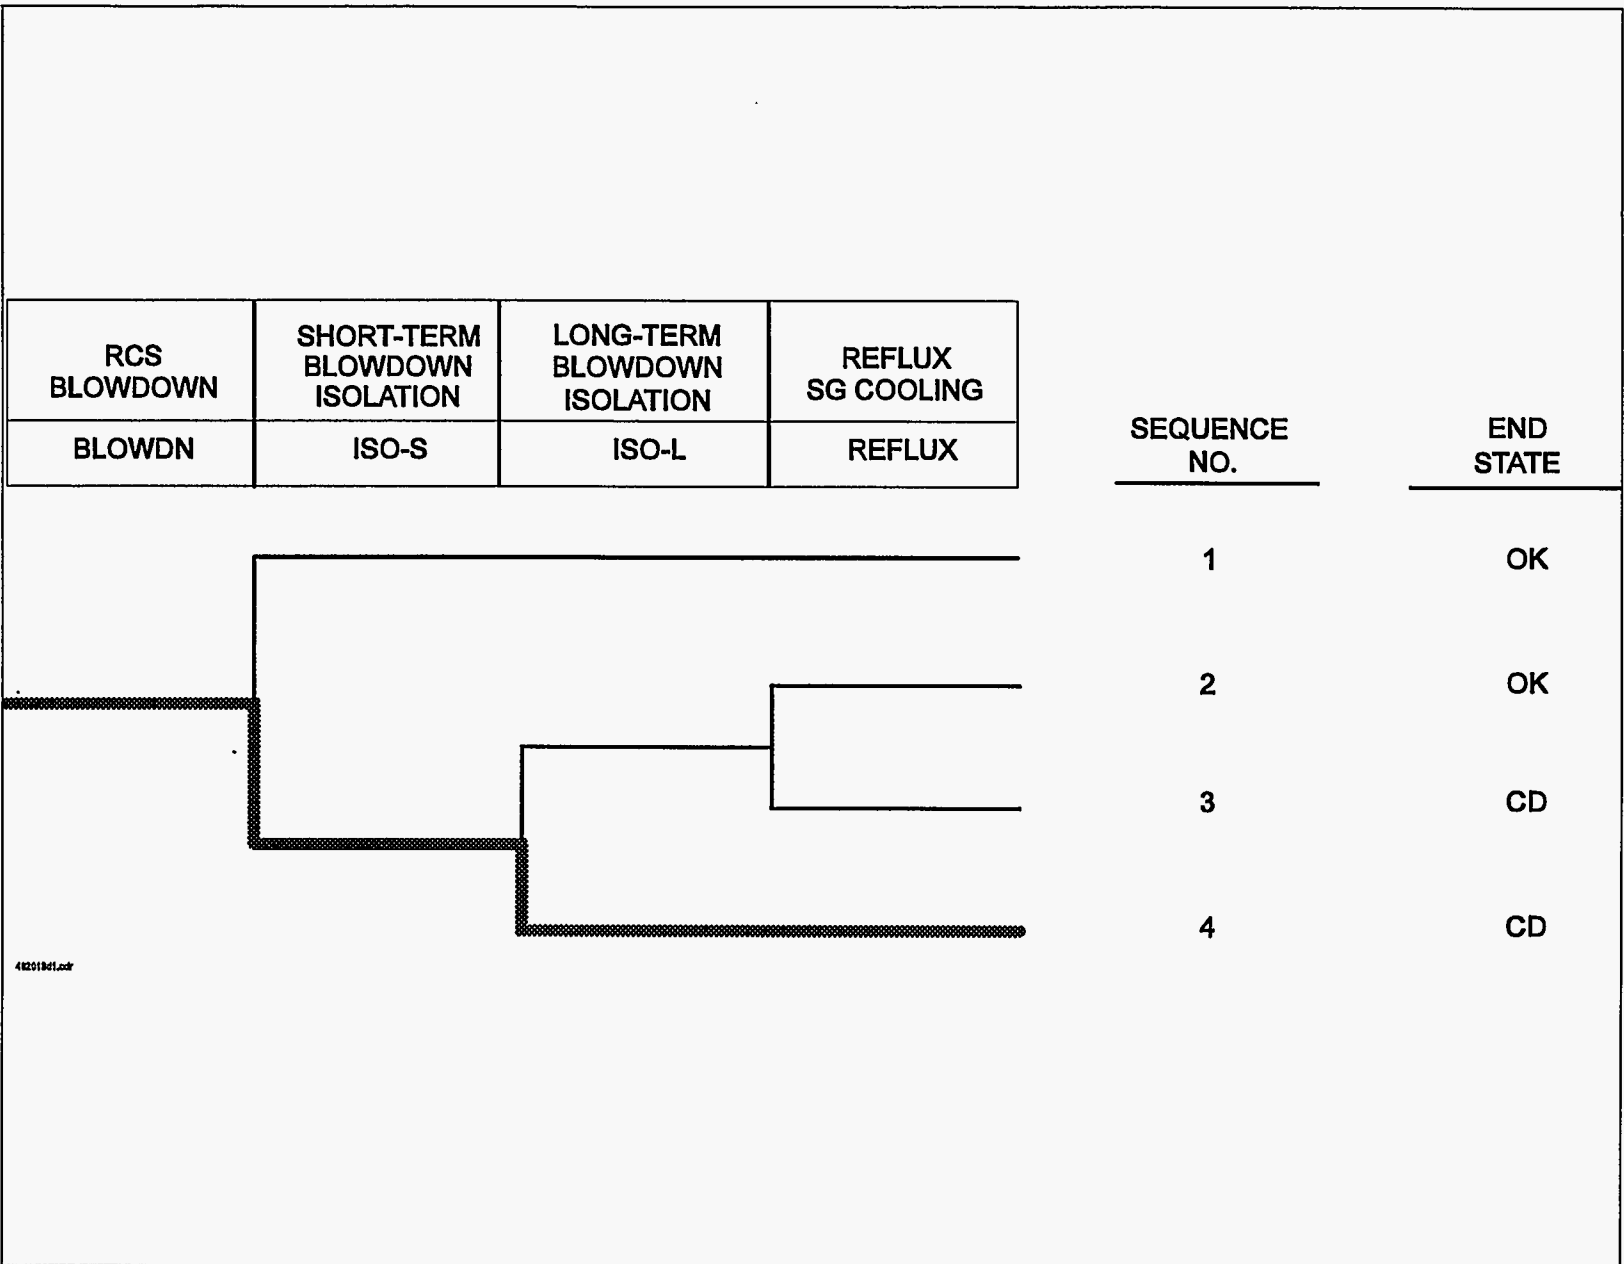 RCS
BLOWDOWN
SHORT-TERM
BLOWDOWN
ISOLATION
LONG-TERM
BLOWDOWN
ISOLATION
REFLUX
SG COOLING
BLOWDN
ISO-S
ISO-L
REFLUX
SEQUENCE
NO.
END
STATE
1
OK
2
OK
3
CD
4
CD